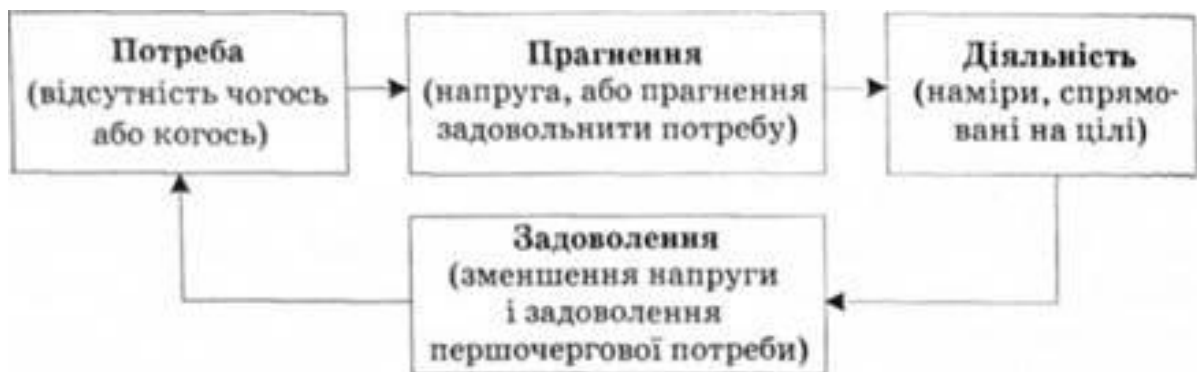 Потреба
(відсутність чогось
або когось)
Прагнення
(напруга, або прагнення
задовольнити потребу)
Діяльність
(наміри, спрямо-
вані на цілі)
Задоволення
(зменшення напруги
і задоволення
першочергової потреби)